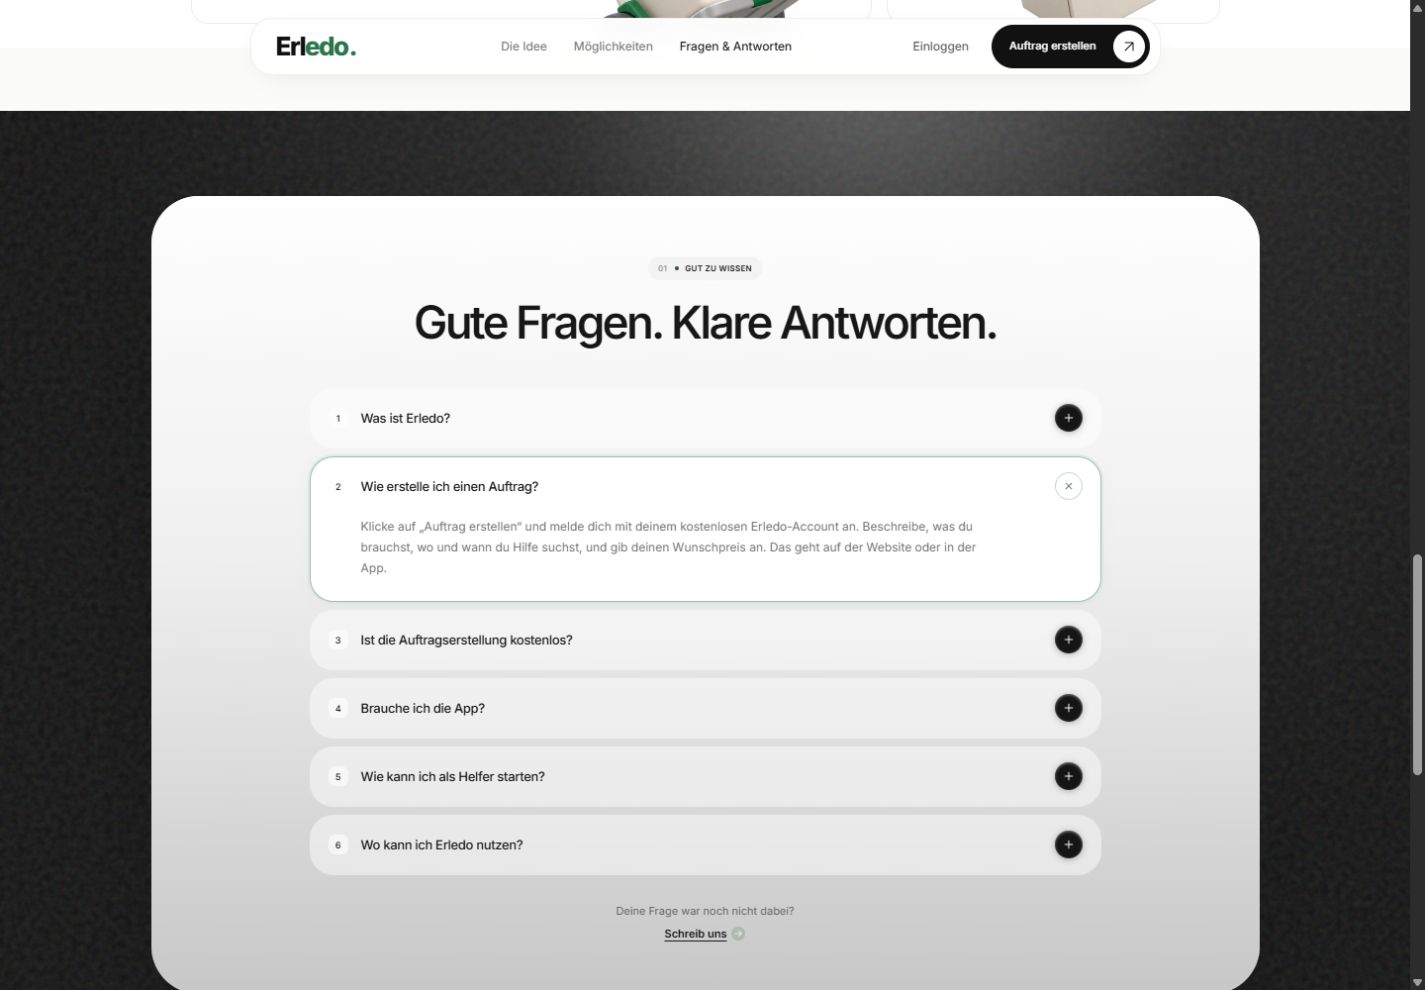 Erledo.
Die Idee
Möglichkeiten
Fragen & Antworten
Einloggen
Auftrag erstellen
01 • GUT ZU WISSEN
Gute Fragen. Klare Antworten.
1 Was ist Erledo?
2 Wie erstelle ich einen Auftrag?
Klicke auf „Auftrag erstellen“ und melde dich mit deinem kostenlosen Erledo-Account an. Beschreibe, was du
brauchst, wo und wann du Hilfe suchst, und gib deinen Wunschpreis an. Das geht auf der Website oder in der
App.
3 Ist die Auftragserstellung kostenlos?
4 Brauche ich die App?
5 Wie kann ich als Helfer starten?
6 Wo kann ich Erledo nutzen?
Deine Frage war noch nicht dabei?
Schreib uns